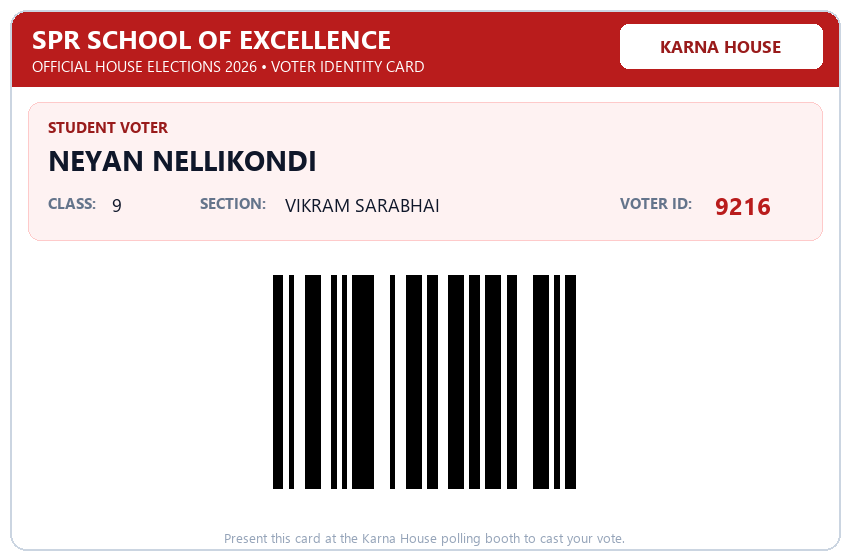 SPR SCHOOL OF EXCELLENCE
OFFICIAL HOUSE ELECTIONS 2026 • VOTER IDENTITY CARD
KARNA HOUSE
STUDENT VOTER
NEYAN NELLIKONDI
CLASS: 9 SECTION: VIKRAM SARABHAI VOTER ID: 9216
Present this card at the Karna House polling booth to cast your vote.